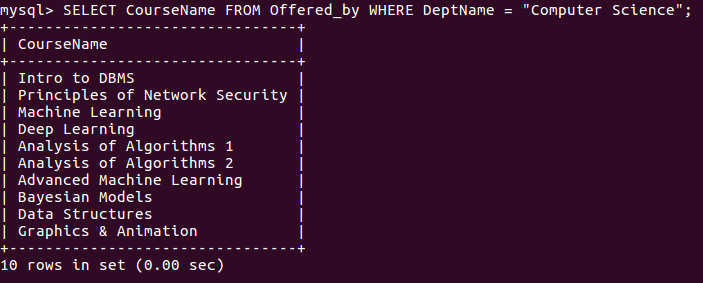 mysql> SELECT CourseName FROM Offered_by WHERE DeptName = "Computer Science";
+--------------------------------+
| CourseName                     |
+--------------------------------+
| Intro to DBMS                  |
| Principles of Network Security |
| Machine Learning               |
| Deep Learning                  |
| Analysis of Algorithms 1       |
| Analysis of Algorithms 2       |
| Advanced Machine Learning      |
| Bayesian Models                |
| Data Structures                |
| Graphics & Animation           |
+--------------------------------+
10 rows in set (0.00 sec)